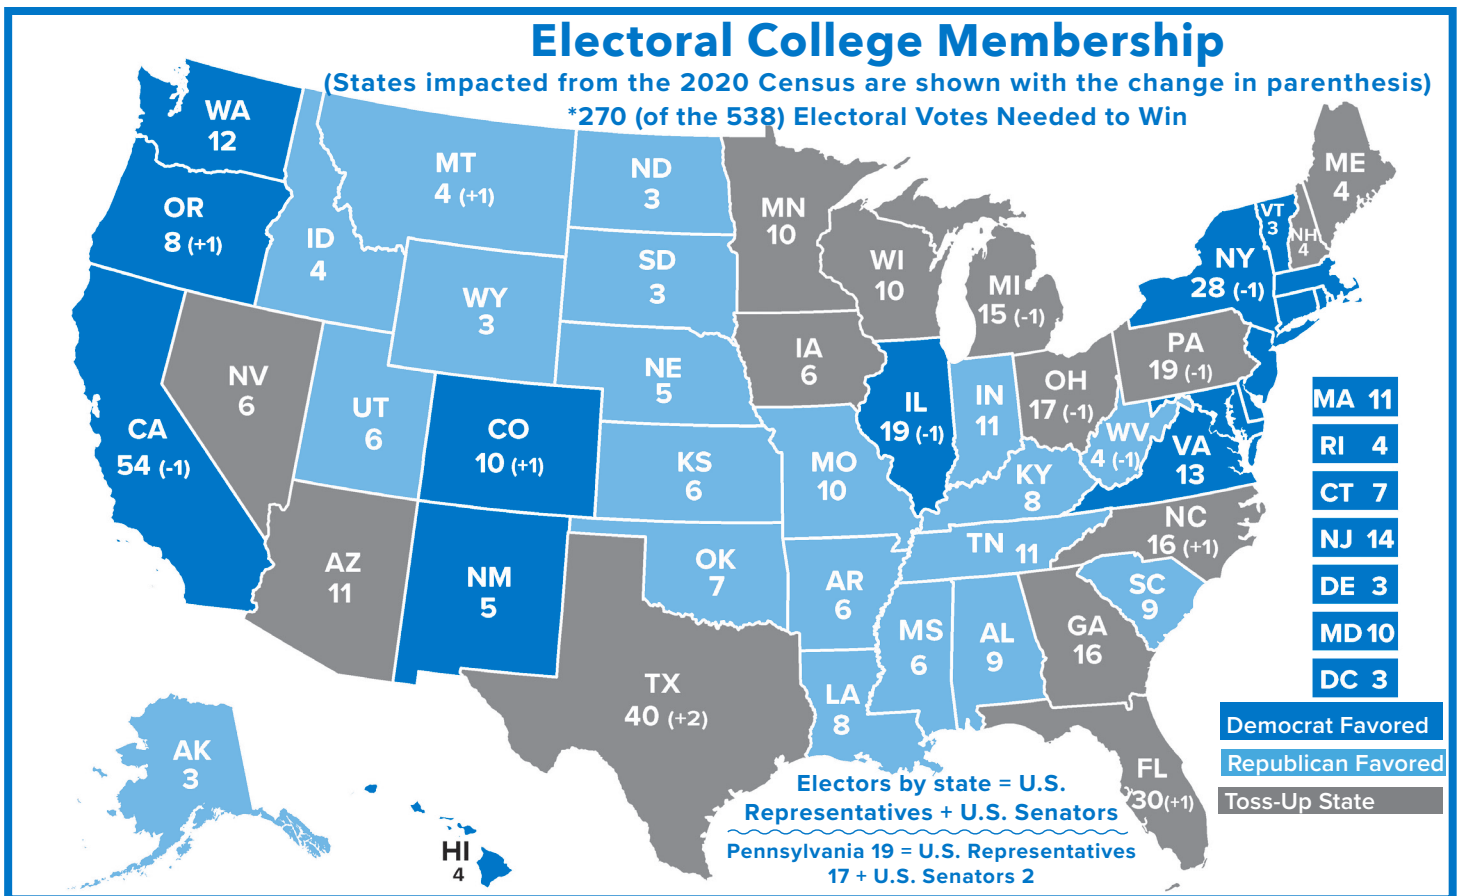 Electoral College Membership
(States impacted from the 2020 Census are shown with the change in parenthesis)
*270 (of the 538) Electoral Votes Needed to Win
WA
12
OR
8 (+1)
CA
54 (-1)
NV
6
ID
4
MT
4 (+1)
WY
3
UT
6
CO
10 (+1)
AZ
11
NM
5
ND
3
SD
3
NE
5
KS
6
OK
7
TX
40 (+2)
MN
10
IA
6
MO
10
AR
6
LA
8
WI
10
IL
19 (-1)
MI
15 (-1)
IN
11
OH
17 (-1)
KY
8
TN 11
MS
6
AL
9
GA
16
FL
30(+1)
SC
9
NC
16 (+1)
VA
13
WV
4 (-1)
PA
19 (-1)
NY
28 (-1)
VT
3
NH
4
ME
4
AK
3
HI
4
MA 11
RI 4
CT 7
NJ 14
DE 3
MD 10
DC 3
Democrat Favored
Republican Favored
Toss-Up State
Electors by state = U.S.
Representatives + U.S. Senators
Pennsylvania 19 = U.S. Representatives
17 + U.S. Senators 2